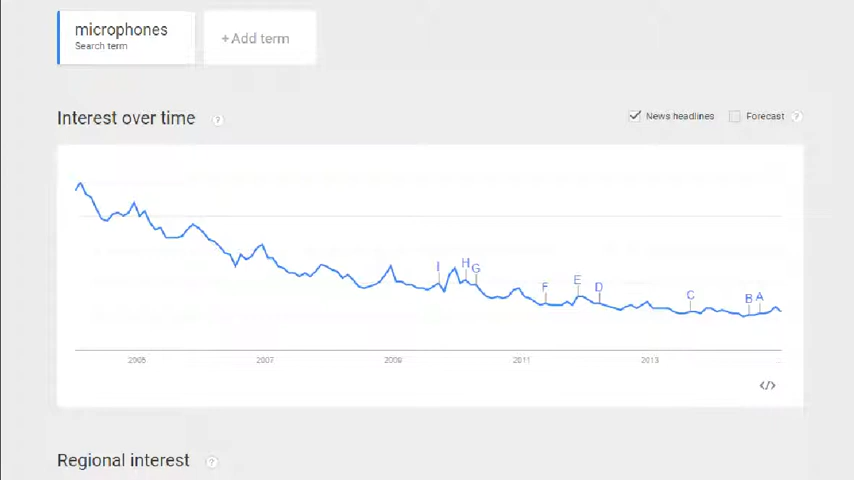 microphones
Search term
+Add term
Interest over time ?
News headlines Forecast ?
I H G F E D C B A
2005 2007 2009 2011 2013
</>
Regional interest ?